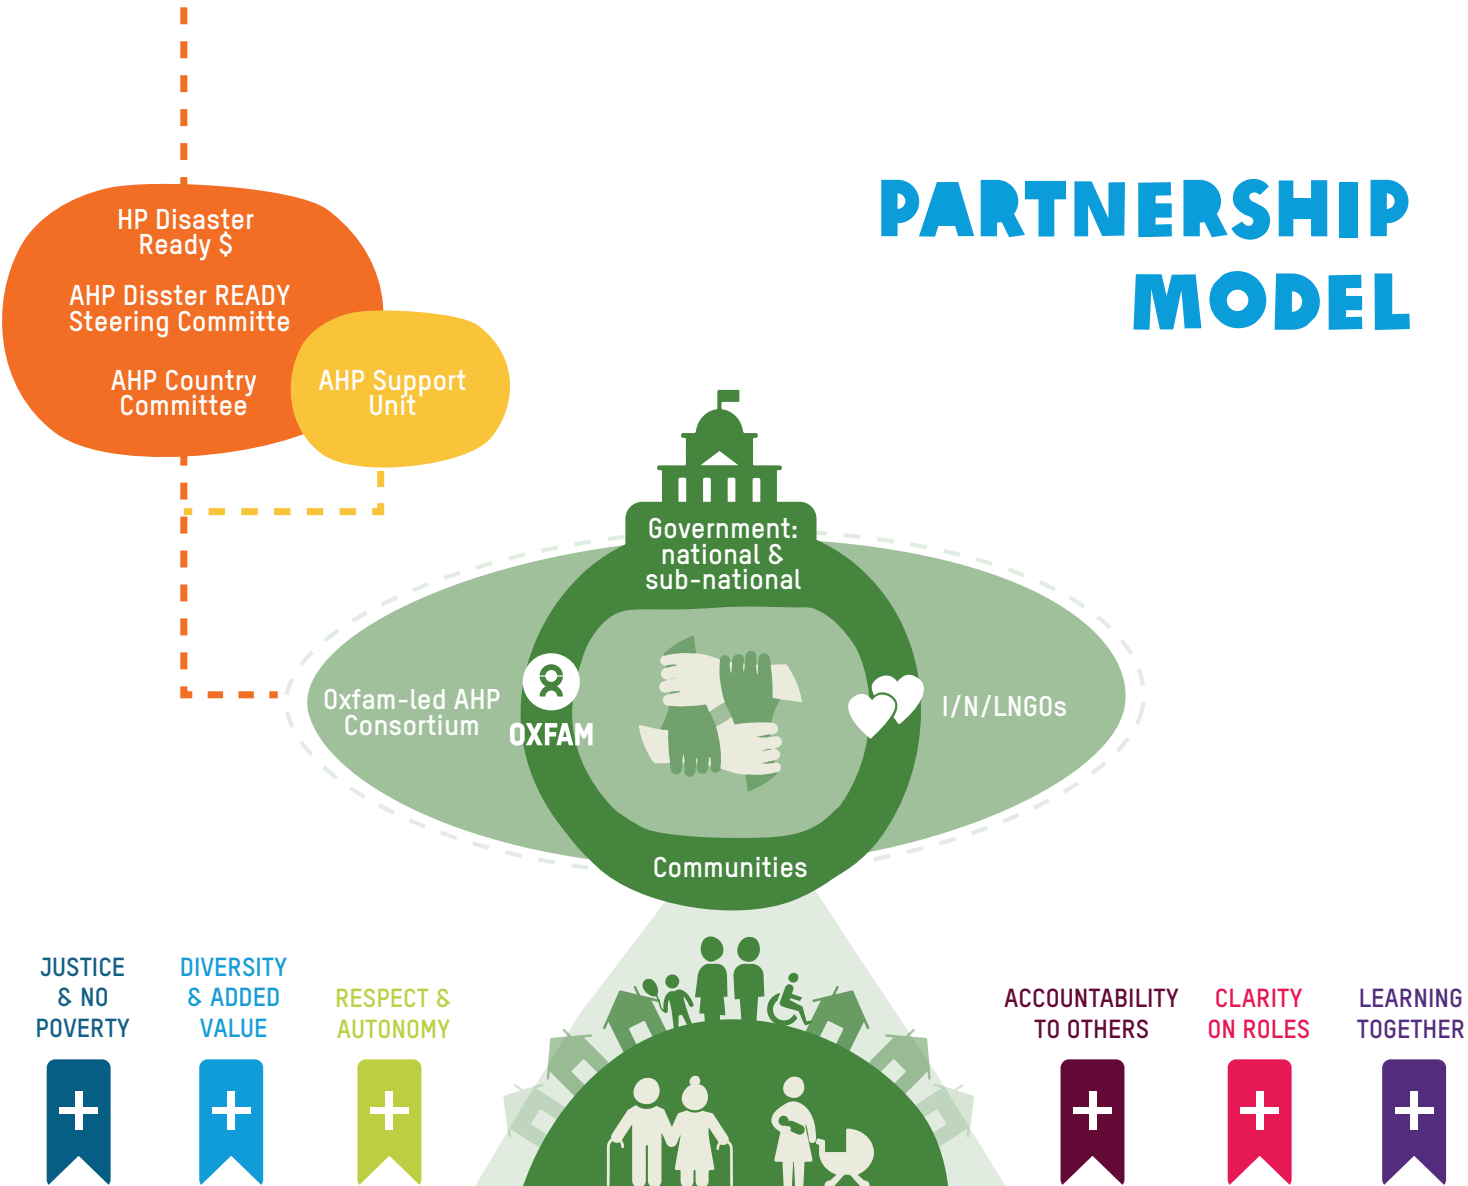 PARTNERSHIP
MODEL
HP Disaster
Ready $
AHP Disster READY
Steering Committe
AHP Country
Committee
AHP Support
Unit
Government:
national &
sub-national
Oxfam-led AHP
Consortium
OXFAM
I/N/LNGOs
Communities
JUSTICE
& NO
POVERTY
DIVERSITY
& ADDED
VALUE
RESPECT &
AUTONOMY
ACCOUNTABILITY
TO OTHERS
CLARITY
ON ROLES
LEARNING
TOGETHER